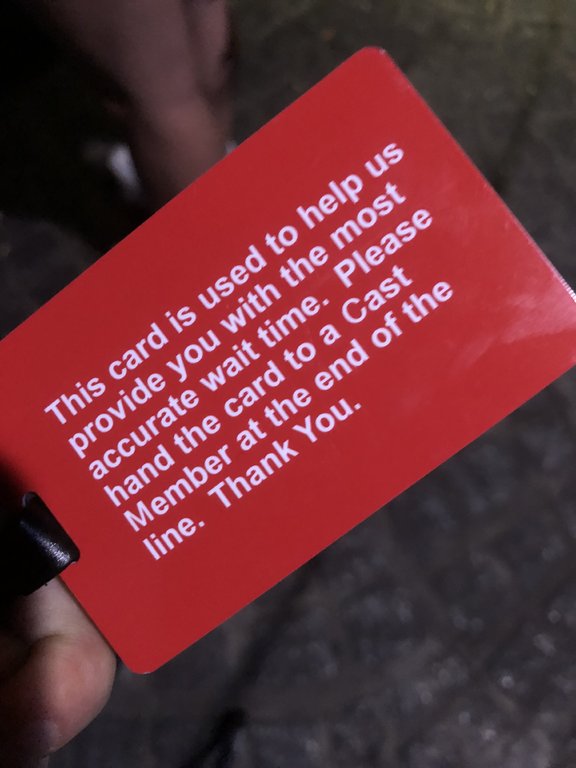 This card is used to help us
provide you with the most
accurate wait time.  Please
hand the card to a Cast
Member at the end of the
line.  Thank You.